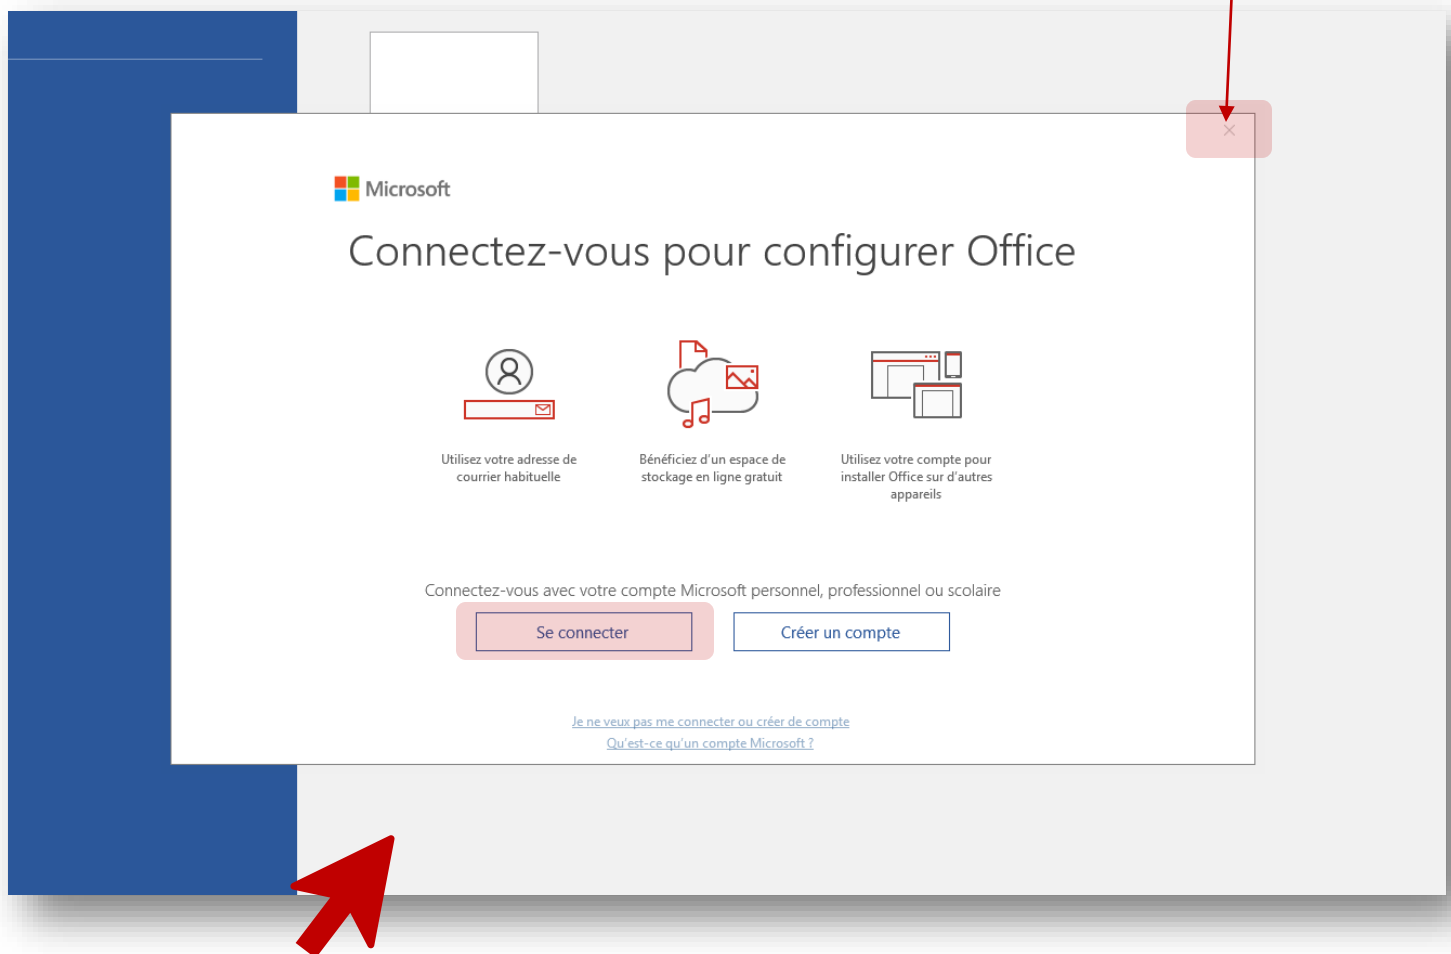 Microsoft
Connectez-vous pour configurer Office
Utilisez votre adresse de
courrier habituelle
Bénéficiez d'un espace de
stockage en ligne gratuit
Utilisez votre compte pour
installer Office sur d'autres
appareils
Connectez-vous avec votre compte Microsoft personnel, professionnel ou scolaire
Se connecter
Créer un compte
Je ne veux pas me connecter ou créer de compte
Qu'est-ce qu'un compte Microsoft ?